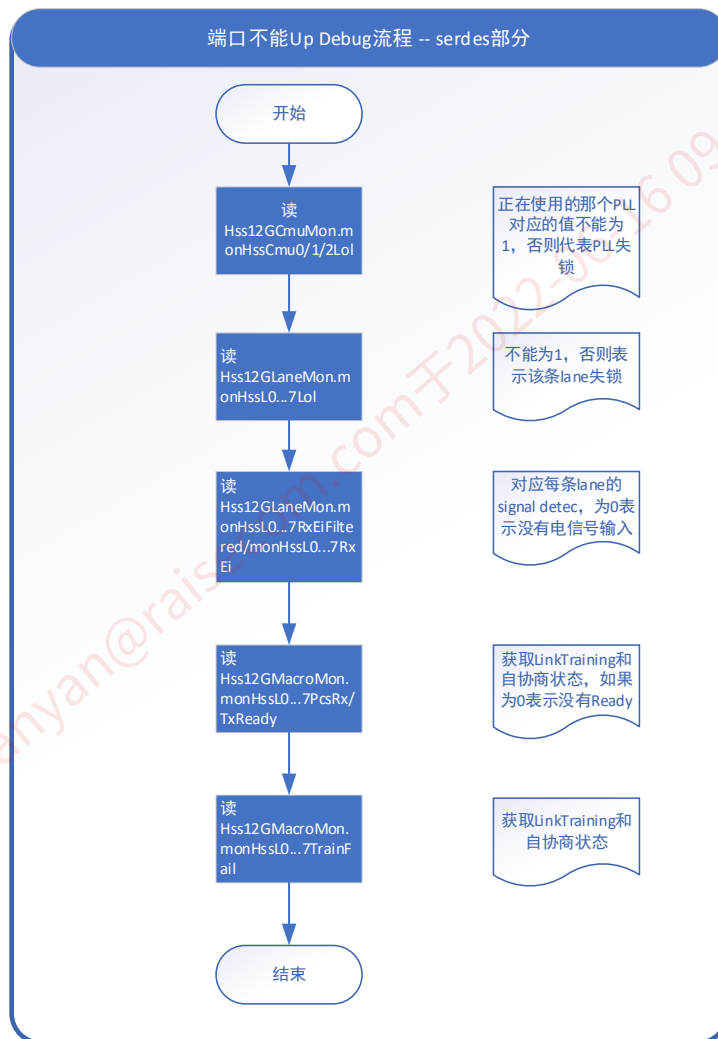 端口不能Up Debug流程 -- serdes部分
开始
读
Hss12GCmuMon.m
onHssCmu0/1/2Lol
正在使用的那个PLL
对应的值不能为
1，否则代表PLL失
锁
读
Hss12GLaneMon.m
onHssL0...7Lol
不能为1，否则表
示该条lane失锁
读
Hss12GLaneMon.m
onHssL0...7RxEiFilte
red/monHssL0...7Rx
Ei
对应每条lane的
signal detec，为0表
示没有电信号输入
读
Hss12GMacroMon.
monHssL0...7PcsRx/
TxReady
获取LinkTraining和
自协商状态，如果
为0表示没有Ready
读
Hss12GMacroMon.
monHssL0...7TrainF
ail
获取LinkTraining和
自协商状态
结束